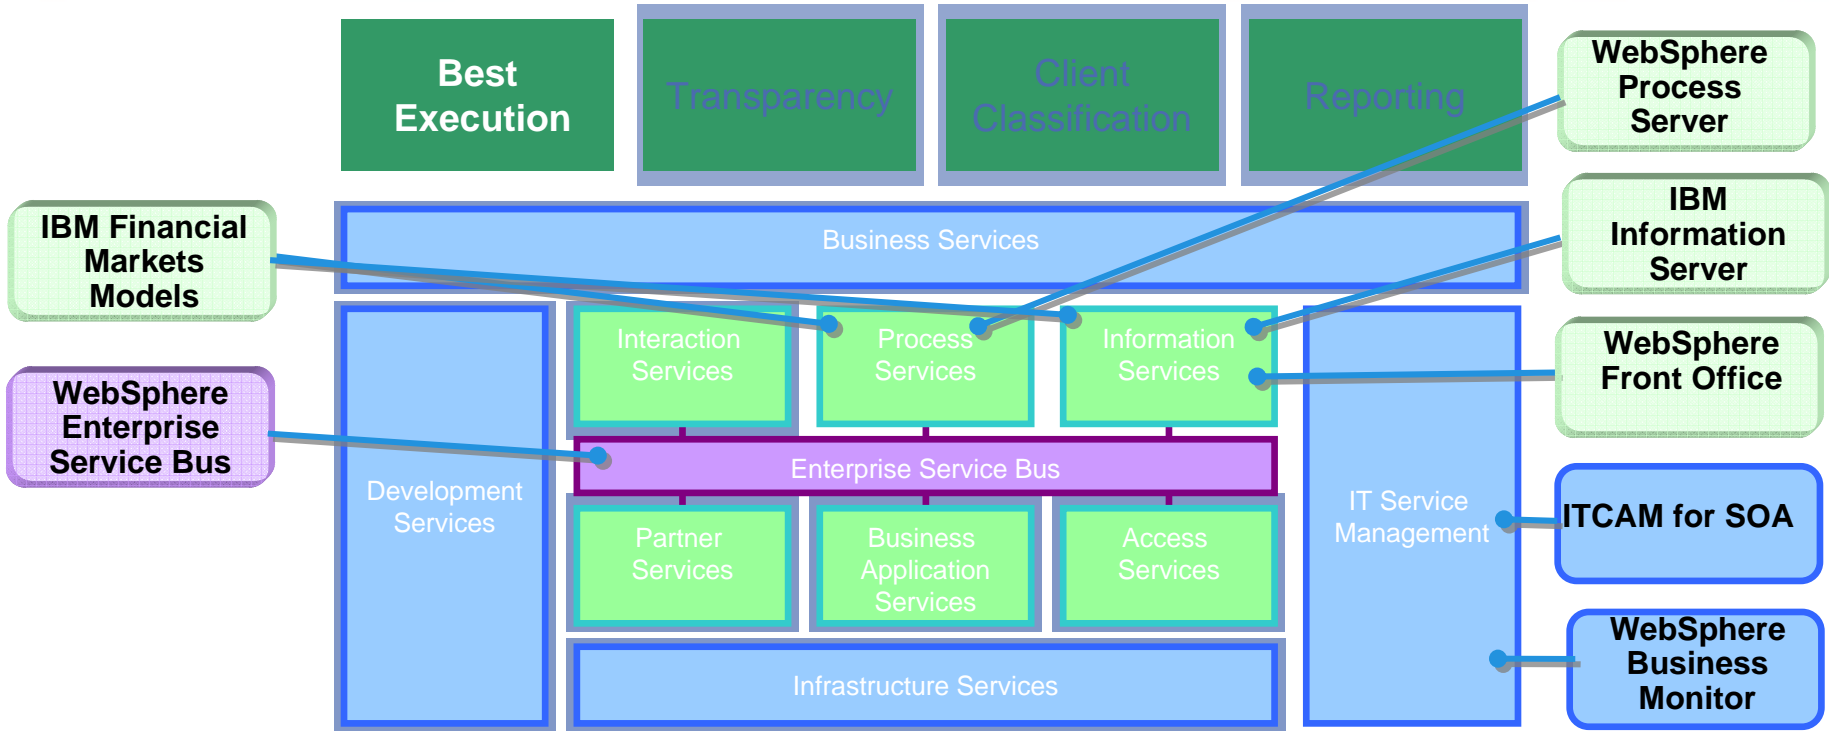 Best
Execution
Transparency
Client
Classification
Reporting
WebSphere
Process
Server
IBM Financial
Markets
Models
Business Services
IBM
Information
Server
WebSphere
Enterprise
Service Bus
Development
Services
Interaction
Services
Process
Services
Information
Services
Enterprise Service Bus
Partner
Services
Business
Application
Services
Access
Services
Infrastructure Services
IT Service
Management
WebSphere
Front Office
ITCAM for SOA
WebSphere
Business
Monitor